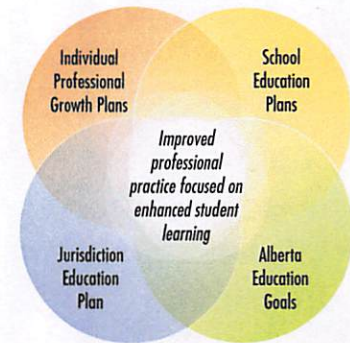 Individual
Professional
Growth Plans
School
Education
Plans
Improved
professional
practice focused on
enhanced student
learning
Jurisdiction
Education
Plan
Alberta
Education
Goals